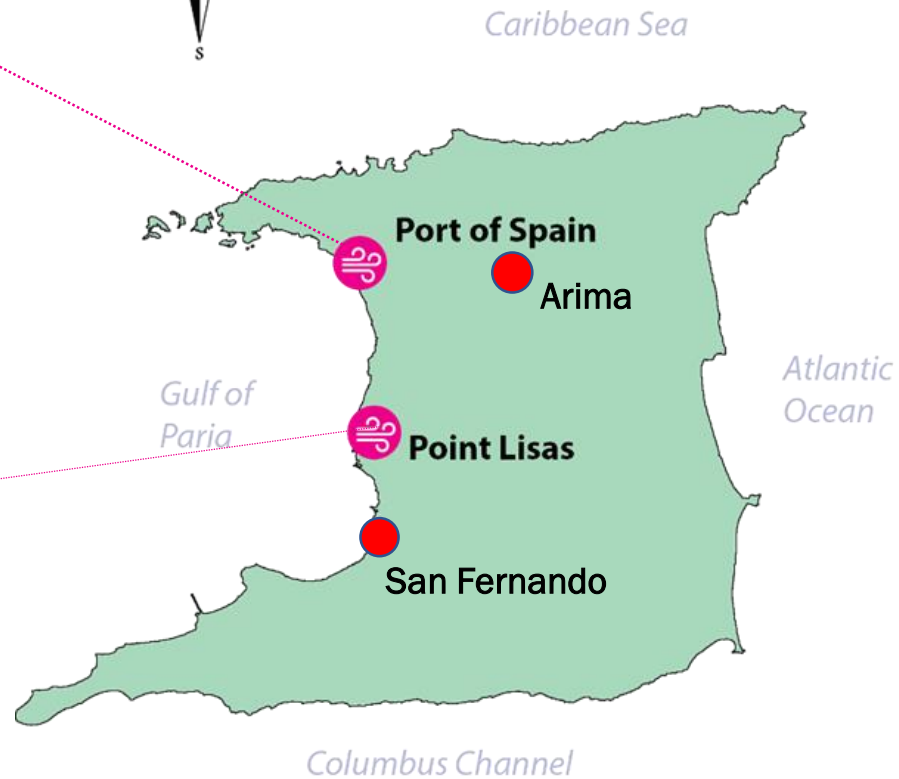 Caribbean Sea
S
Port of Spain
Arima
Atlantic
Ocean
Gulf of
Paria
Point Lisas
San Fernando
Columbus Channel